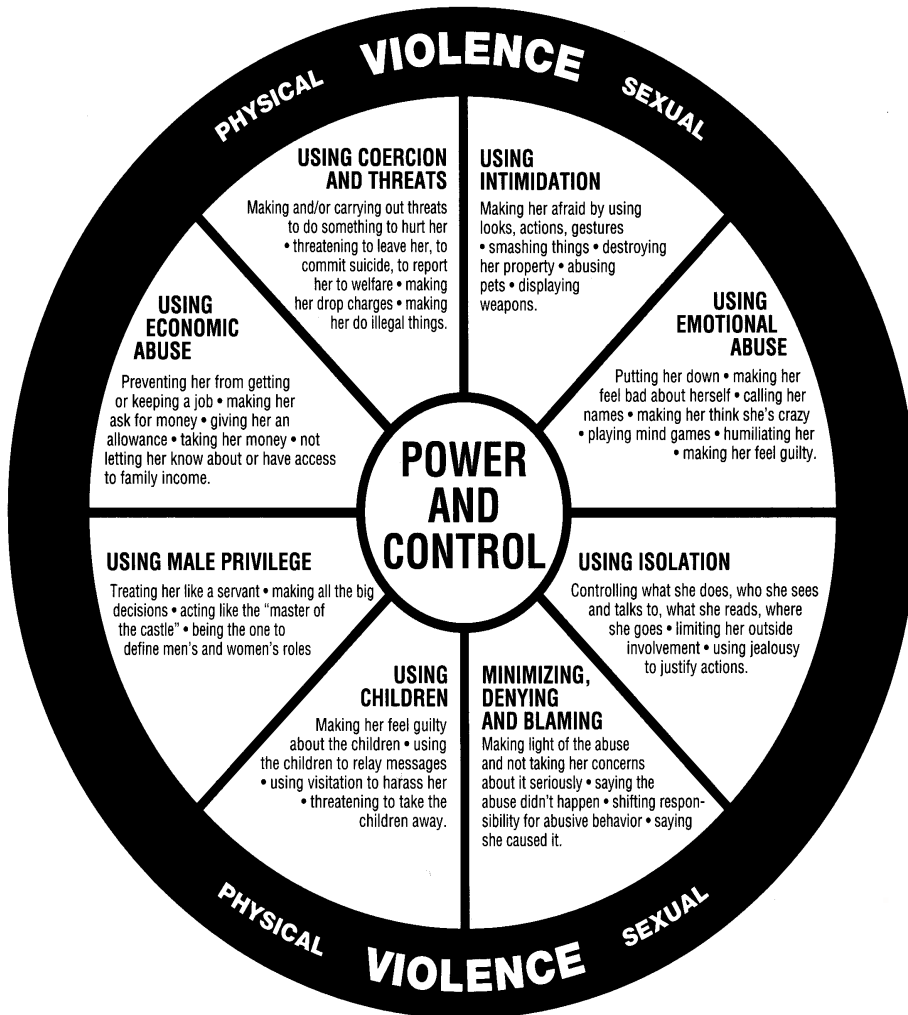 PHYSICAL VIOLENCE SEXUAL
USING COERCION
AND THREATS
Making and/or carrying out threats
to do something to hurt her
• threatening to leave her, to
commit suicide, to report
her to welfare • making
her drop charges • making
her do illegal things.
USING
INTIMIDATION
Making her afraid by using
looks, actions, gestures
• smashing things • destroying
her property • abusing
pets • displaying
weapons.
USING
ECONOMIC
ABUSE
Preventing her from getting
or keeping a job • making her
ask for money • giving her an
allowance • taking her money • not
letting her know about or have access
to family income.
USING
EMOTIONAL
ABUSE
Putting her down • making her
feel bad about herself • calling her
names • making her think she's crazy
• playing mind games • humiliating her
• making her feel guilty.
POWER
AND
CONTROL
USING MALE PRIVILEGE
Treating her like a servant • making all the big
decisions • acting like the “master of
the castle” • being the one to
define men's and women's roles
USING ISOLATION
Controlling what she does, who she sees
and talks to, what she reads, where
she goes • limiting her outside
involvement • using jealousy
to justify actions.
USING
CHILDREN
Making her feel guilty
about the children • using
the children to relay messages
• using visitation to harass her
• threatening to take the
children away.
MINIMIZING,
DENYING
AND BLAMING
Making light of the abuse
and not taking her concerns
about it seriously • saying the
abuse didn't happen • shifting respon-
sibility for abusive behavior • saying
she caused it.
PHYSICAL VIOLENCE SEXUAL